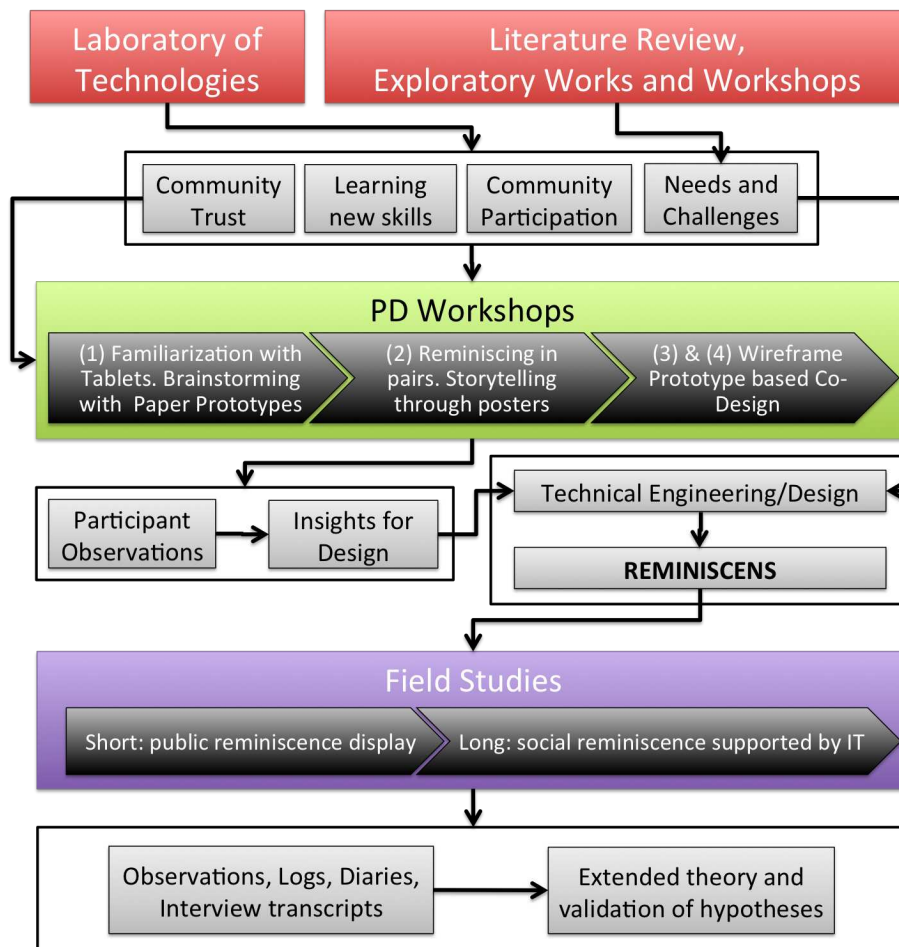 Laboratory of
Technologies
Literature Review,
Exploratory Works and Workshops
Community
Trust
Learning
new skills
Community
Participation
Needs and
Challenges
PD Workshops
(1) Familiarization with
Tablets. Brainstorming
with Paper Prototypes
(2) Reminiscing in
pairs. Storytelling
through posters
(3) & (4) Wireframe
Prototype based Co-
Design
Participant
Observations
Insights for
Design
Technical Engineering/Design
REMINISCENS
Field Studies
Short: public reminiscence display
Long: social reminiscence supported by IT
Observations, Logs, Diaries,
Interview transcripts
Extended theory and
validation of hypotheses